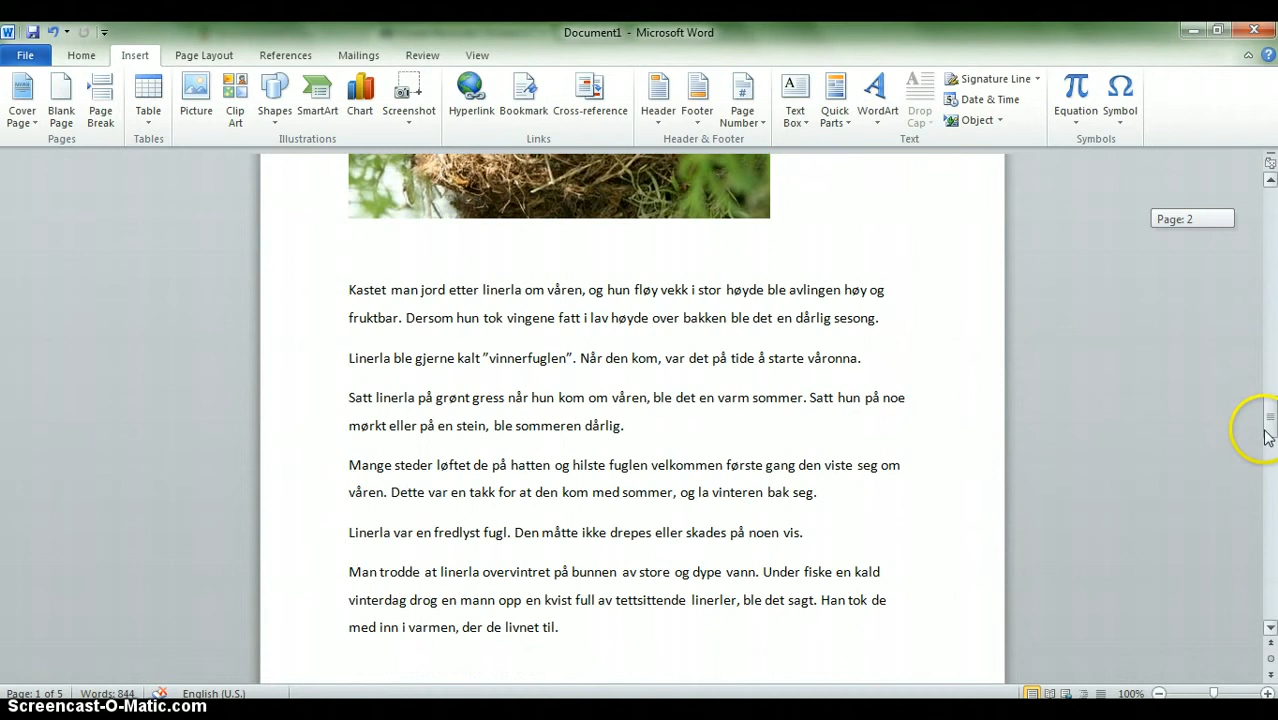 Document1 - Microsoft Word
File Home Insert Page Layout References Mailings Review View
Cover Page
Blank Page
Page Break
Table
Picture
Clip Art
Shapes
SmartArt
Chart
Screenshot
Hyperlink
Bookmark
Cross-reference
Header
Footer
Page Number
Text Box
Quick Parts
WordArt
Drop Cap
Signature Line
Date & Time
Object
Equation
Symbol
Pages Tables Illustrations Links Header & Footer Text Symbols
Page: 2
Kastet man jord etter linerla om våren, og hun fløy vekk i stor høyde ble avlingen høy og
fruktbar. Dersom hun tok vingene fatt i lav høyde over bakken ble det en dårlig sesong.
Linerla ble gjerne kalt ”vinnerfuglen”. Når den kom, var det på tide å starte våronna.
Satt linerla på grønt gress når hun kom om våren, ble det en varm sommer. Satt hun på noe
mørkt eller på en stein, ble sommeren dårlig.
Mange steder løftet de på hatten og hilste fuglen velkommen første gang den viste seg om
våren. Dette var en takk for at den kom med sommer, og la vinteren bak seg.
Linerla var en fredlyst fugl. Den måtte ikke drepes eller skades på noen vis.
Man trodde at linerla overvintret på bunnen av store og dype vann. Under fiske en kald
vinterdag drog en mann opp en kvist full av tettsittende linerler, ble det sagt. Han tok de
med inn i varmen, der de livnet til.
Page: 1 of 5 Words: 844 English (U.S.) 100%
Screencast-O-Matic.com